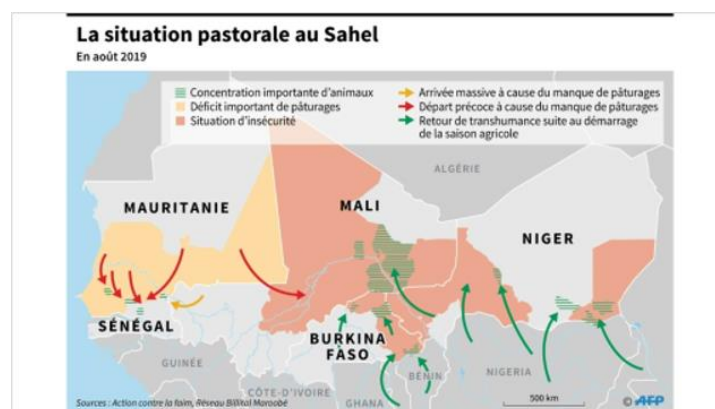 La situation pastorale au Sahel
En août 2019
Concentration importante d'animaux
Déficit important de pâturages
Situation d'insécurité
Arrivée massive à cause du manque de pâturages
Départ précoce à cause du manque de pâturages
Retour de transhumance suite au démarrage
de la saison agricole
ALGÉRIE
MAURITANIE
MALI
NIGER
SÉNÉGAL
BURKINA
FASO
GUINÉE
CÔTE-D'IVOIRE
GHANA
BÉNIN
NIGERIA
500 km
Sources : Action contre la faim, Réseau Billital Maroobé
© AFP